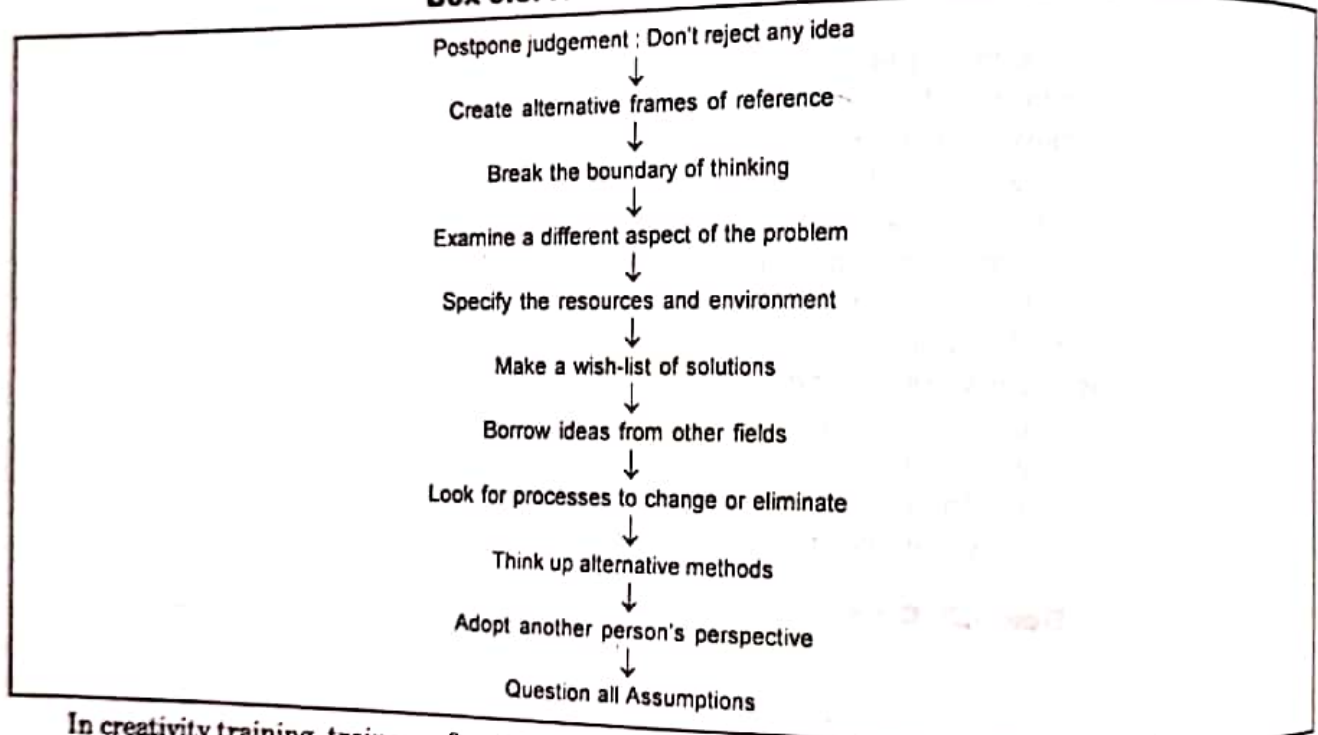 Postpone judgement : Don't reject any idea
↓
Create alternative frames of reference
↓
Break the boundary of thinking
↓
Examine a different aspect of the problem
↓
Specify the resources and environment
↓
Make a wish-list of solutions
↓
Borrow ideas from other fields
↓
Look for processes to change or eliminate
↓
Think up alternative methods
↓
Adopt another person's perspective
↓
Question all Assumptions
In creativity training,